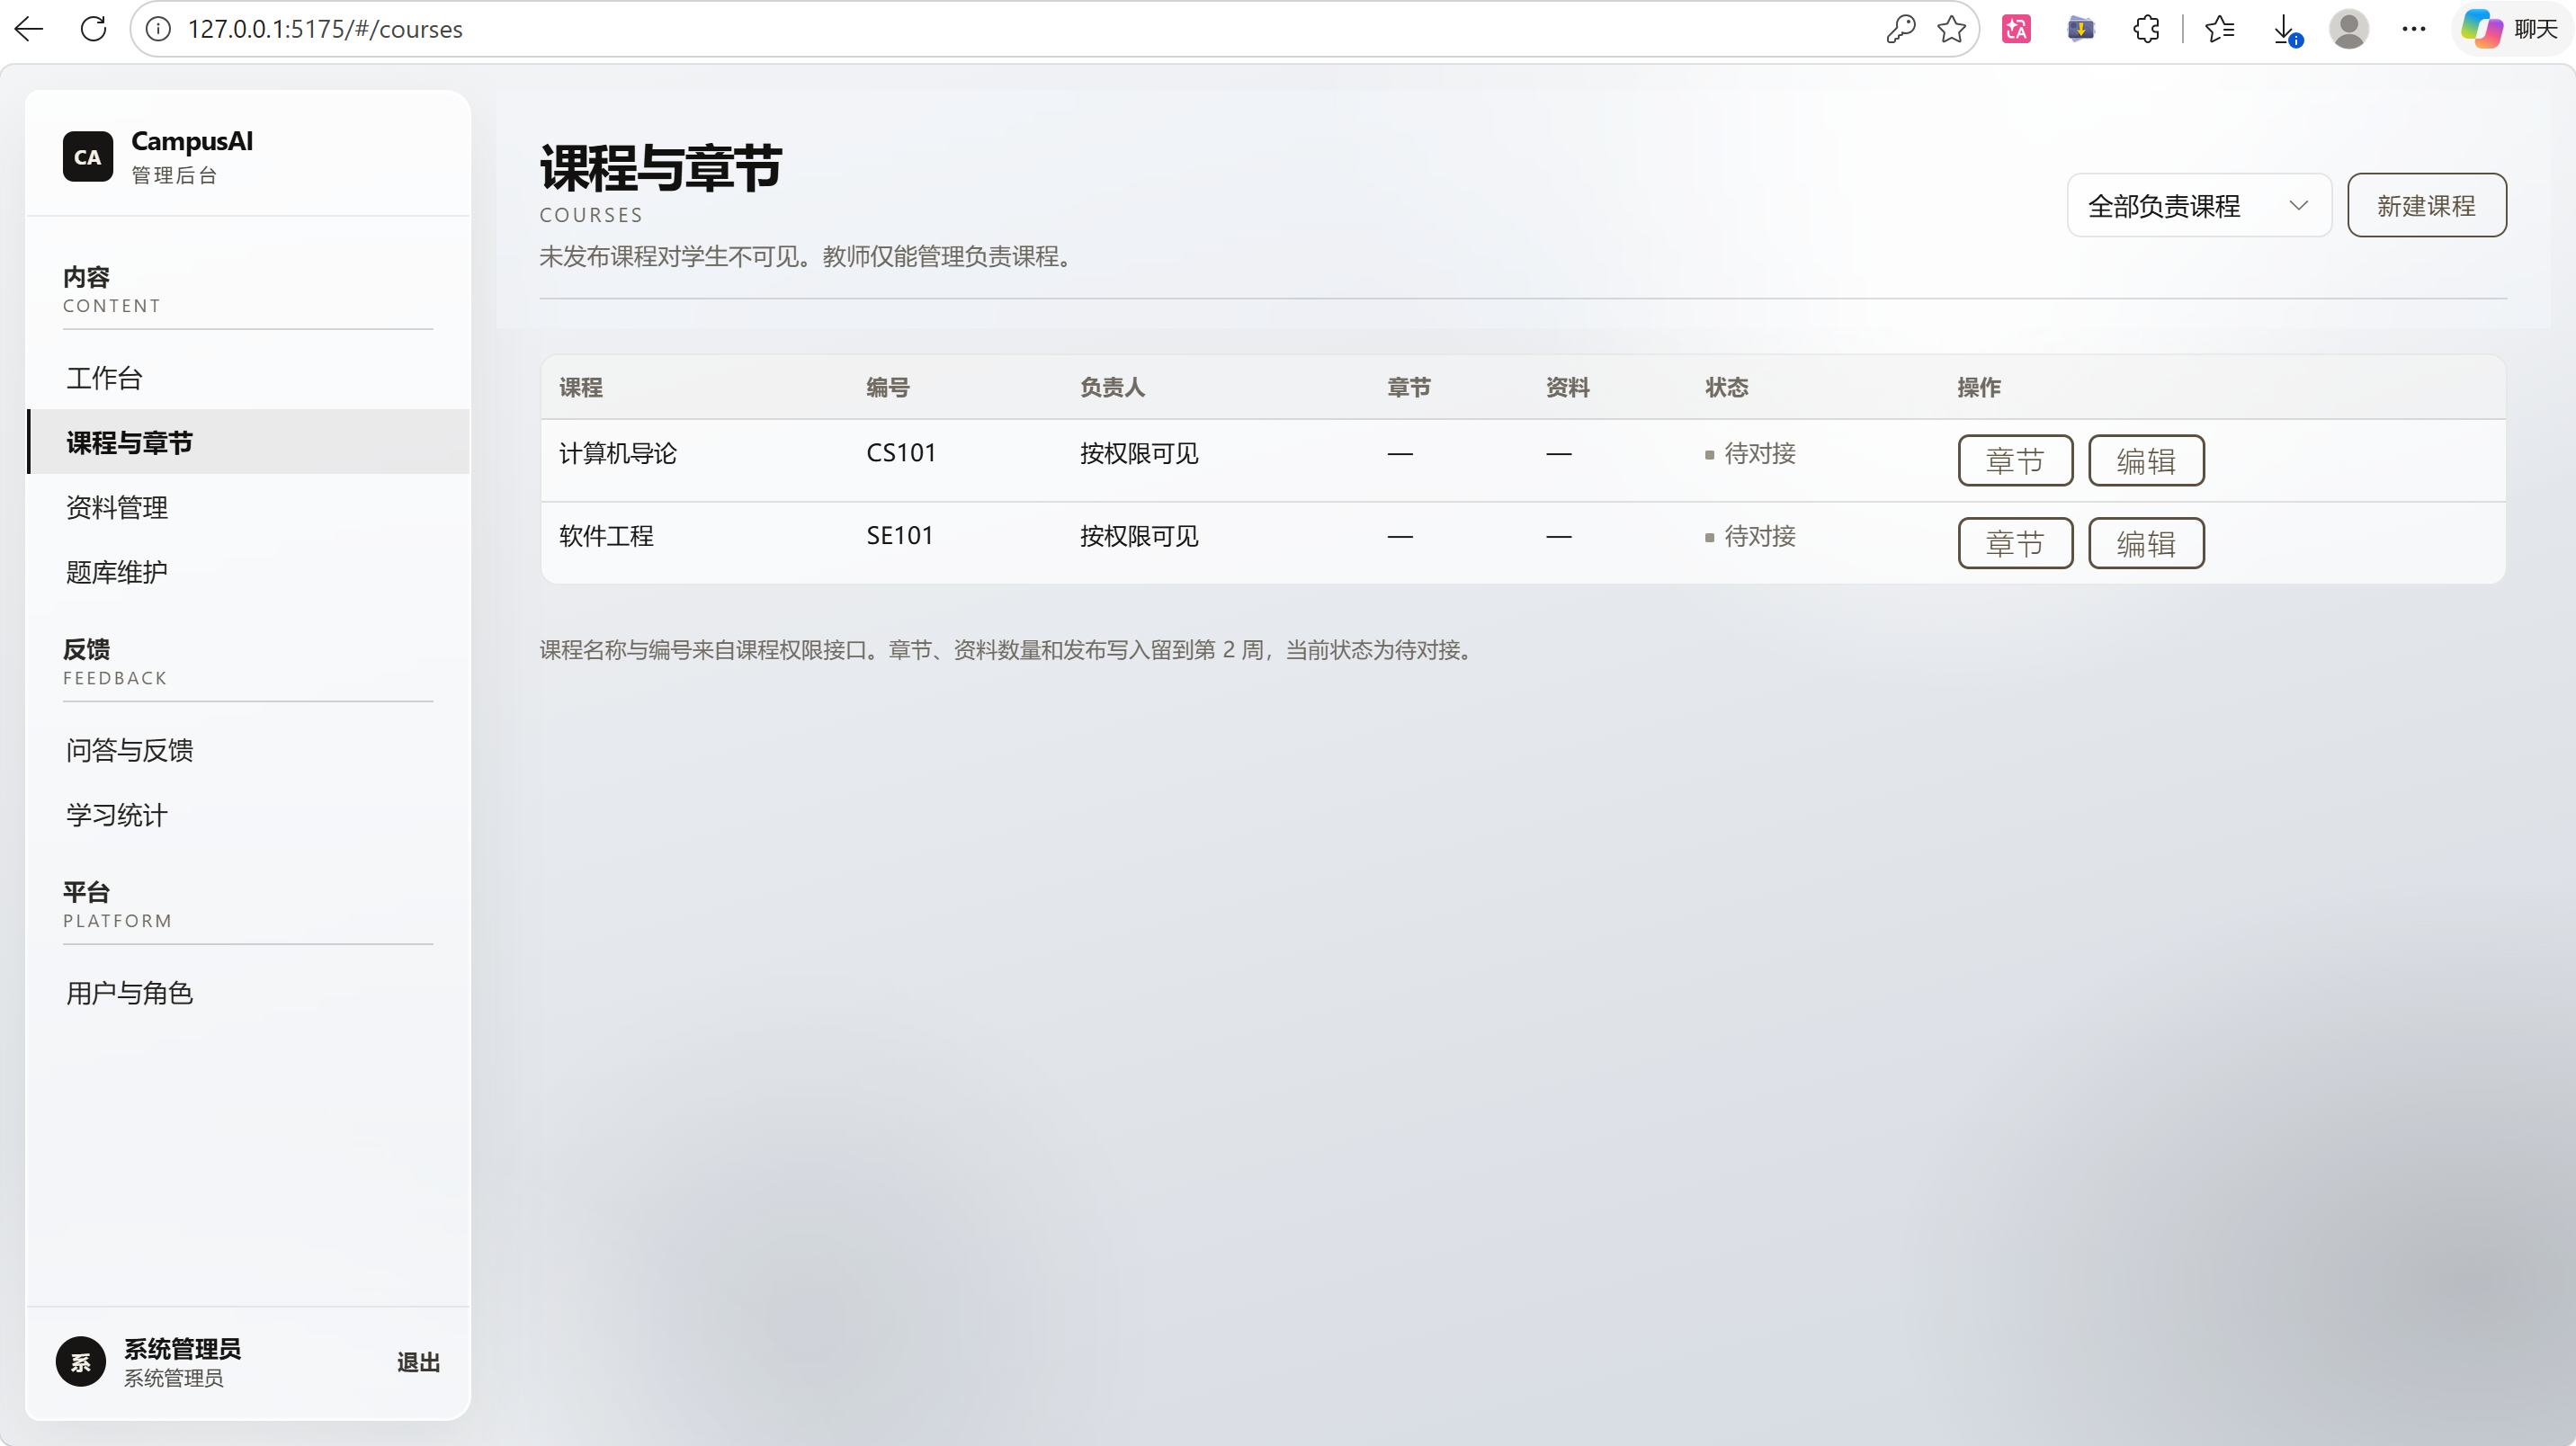 127.0.0.1:5175/#/courses
聊天
CA
CampusAI
管理后台
内容
CONTENT
工作台
课程与章节
资料管理
题库维护
反馈
FEEDBACK
问答与反馈
学习统计
平台
PLATFORM
用户与角色
系
系统管理员
系统管理员
退出
课程与章节
COURSES
未发布课程对学生不可见。教师仅能管理负责课程。
全部负责课程
新建课程
课程 编号 负责人 章节 资料 状态 操作
计算机导论 CS101 按权限可见 — — 待对接 章节 编辑
软件工程 SE101 按权限可见 — — 待对接 章节 编辑
课程名称与编号来自课程权限接口。章节、资料数量和发布写入留到第 2 周，当前状态为待对接。